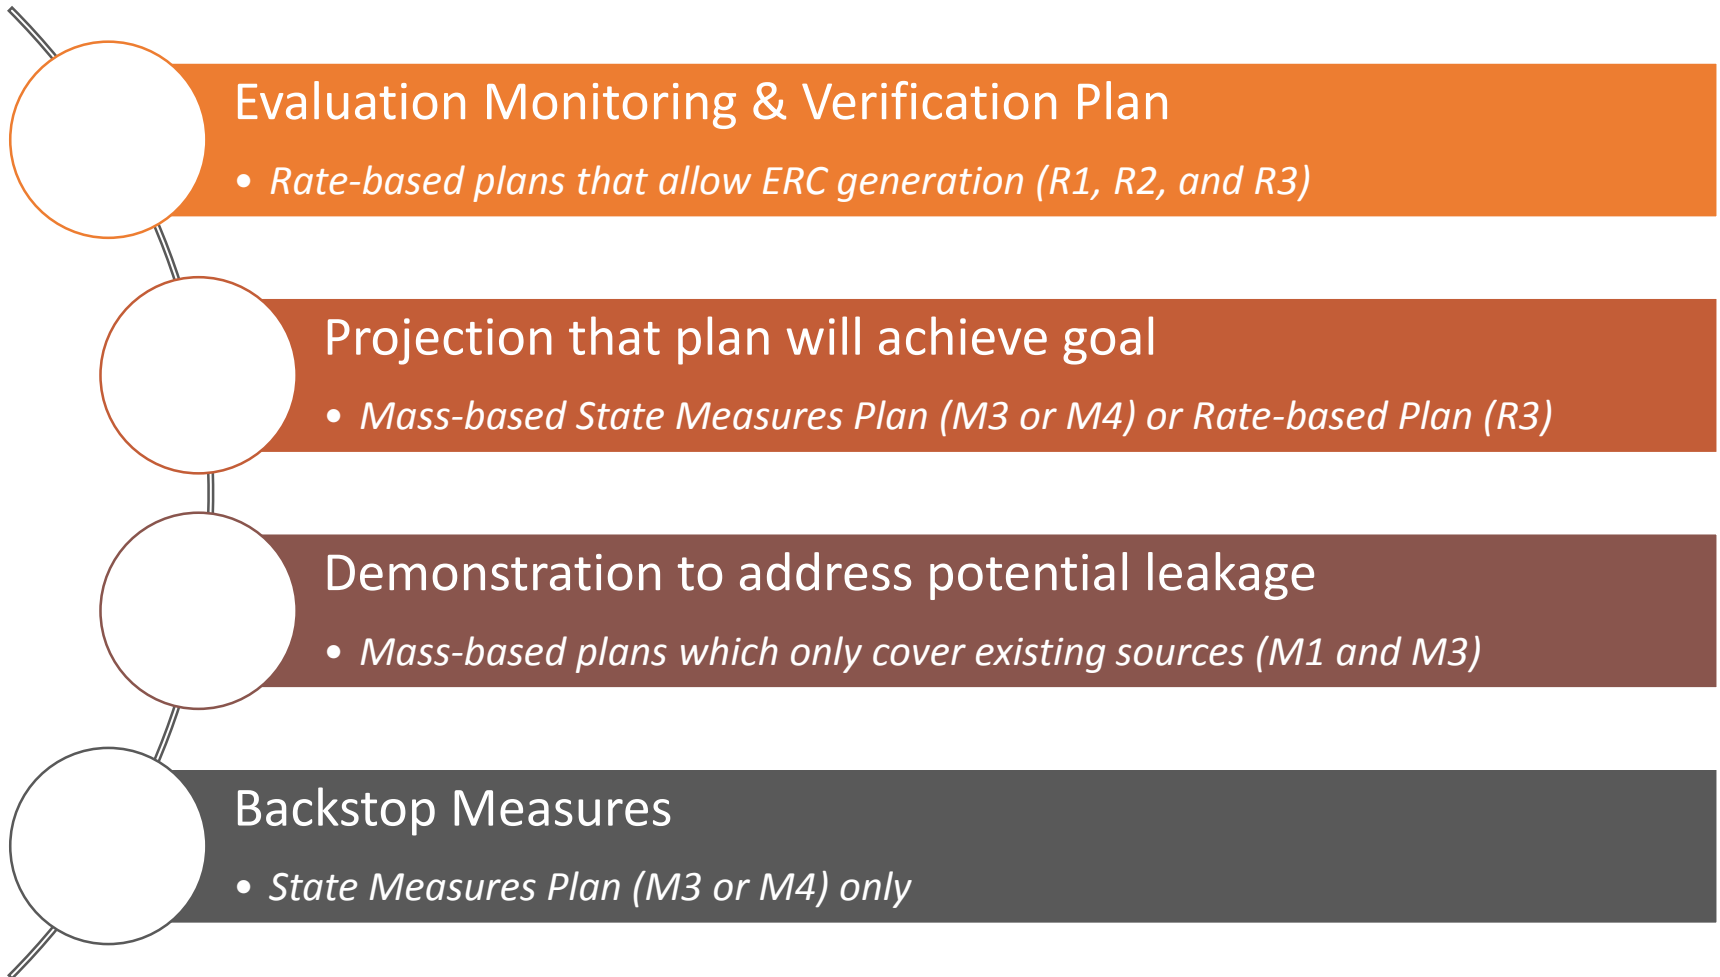 Evaluation Monitoring & Verification Plan
• Rate-based plans that allow ERC generation (R1, R2, and R3)
Projection that plan will achieve goal
• Mass-based State Measures Plan (M3 or M4) or Rate-based Plan (R3)
Demonstration to address potential leakage
• Mass-based plans which only cover existing sources (M1 and M3)
Backstop Measures
• State Measures Plan (M3 or M4) only